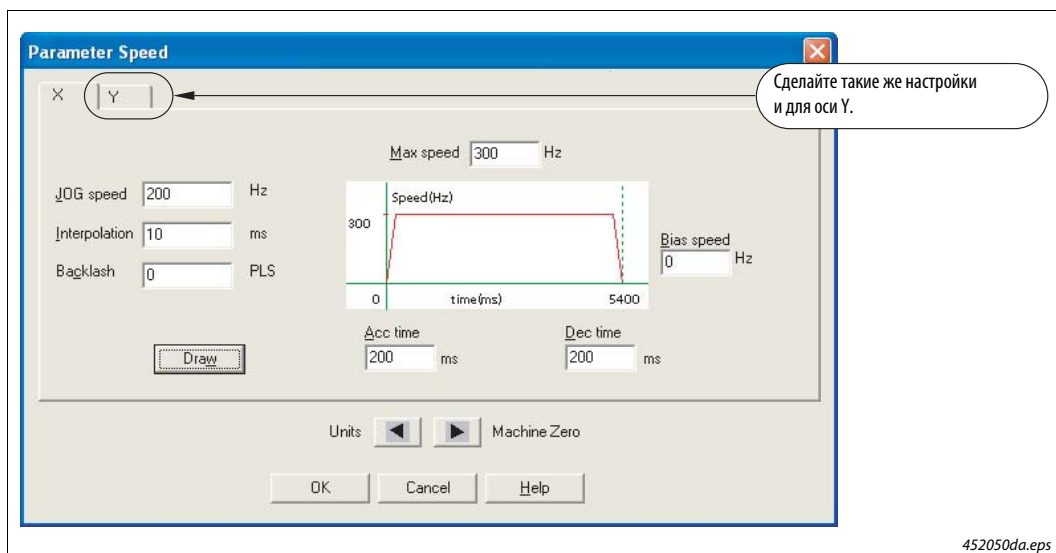 Parameter Speed
X Y
Сделайте такие же настройки
и для оси Y.
Max speed 300 Hz
JOG speed 200 Hz
Interpolation 10 ms
Backlash 0 PLS
Speed(Hz)
300
0 time(ms) 5400
Bias speed
0 Hz
Acc time
200 ms
Dec time
200 ms
Draw
Units Machine Zero
OK Cancel Help
452050da.eps